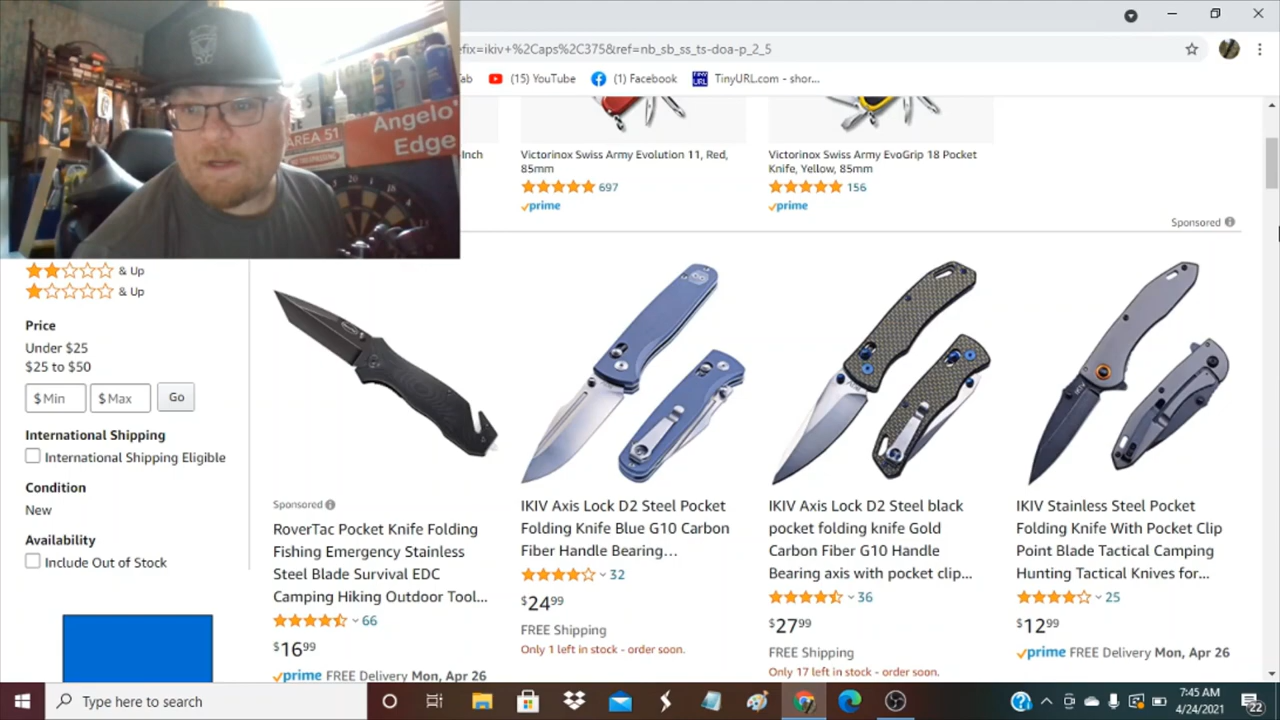 fix=ikiv+%2Caps%2C375&ref=nb_sb_ss_ts-doa-p_2_5
ab
(15) YouTube
(1) Facebook
TINY
URL
TinyURL.com - shor...
AREA 51
Angelo'
Edge
Inch
Victorinox Swiss Army Evolution 11, Red,
85mm
697
prime
Victorinox Swiss Army EvoGrip 18 Pocket
Knife, Yellow, 85mm
156
prime
Sponsored
& Up
& Up
Price
Under $25
$25 to $50
$ Min
$ Max
Go
International Shipping
International Shipping Eligible
Condition
New
Availability
Include Out of Stock
Sponsored
RoverTac Pocket Knife Folding
Fishing Emergency Stainless
Steel Blade Survival EDC
Camping Hiking Outdoor Tool...
66
$16 99
prime FREE Delivery Mon, Apr 26
IKIV Axis Lock D2 Steel Pocket
Folding Knife Blue G10 Carbon
Fiber Handle Bearing...
32
$24 99
FREE Shipping
Only 1 left in stock - order soon.
IKIV Axis Lock D2 Steel black
pocket folding knife Gold
Carbon Fiber G10 Handle
Bearing axis with pocket clip...
36
$27 99
FREE Shipping
Only 17 left in stock - order soon.
IKIV Stainless Steel Pocket
Folding Knife With Pocket Clip
Point Blade Tactical Camping
Hunting Tactical Knives for...
25
$12 99
prime FREE Delivery Mon, Apr 26
Type here to search
7:45 AM
4/24/2021
22